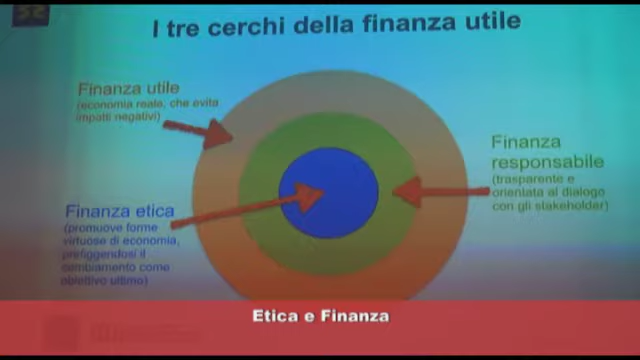 I tre cerchi della finanza utile
Finanza utile
(economia reale, che evita
impatti negativi)
Finanza
responsabile
(trasparente e
orientata al dialogo
con gli stakeholder)
Finanza etica
(promuove forme
virtuose di economia,
prefiggendosi il
cambiamento come
obiettivo ultimo)
Etica e Finanza